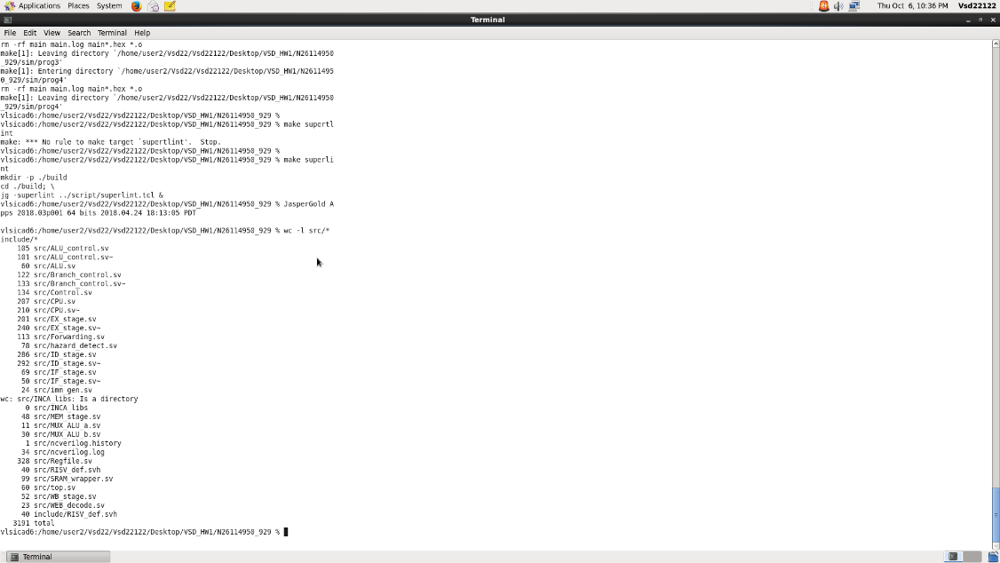 Applications Places System Thu Oct 6, 10:36 PM Vsd22122
Terminal
File Edit View Search Terminal Help
rm -rf main main.log main*.hex *.o
make[1]: Leaving directory `/home/user2/Vsd22/Vsd22122/Desktop/VSD_HW1/N26114950
_929/sim/prog3'
make[1]: Entering directory `/home/user2/Vsd22/Vsd22122/Desktop/VSD_HW1/N2611495
0_929/sim/prog4'
rm -rf main main.log main*.hex *.o
make[1]: Leaving directory `/home/user2/Vsd22/Vsd22122/Desktop/VSD_HW1/N26114950
_929/sim/prog4'
vlsicad6:/home/user2/Vsd22/Vsd22122/Desktop/VSD_HW1/N26114950_929 %
vlsicad6:/home/user2/Vsd22/Vsd22122/Desktop/VSD_HW1/N26114950_929 % make supertl
int
make: *** No rule to make target `supertlint'.  Stop.
vlsicad6:/home/user2/Vsd22/Vsd22122/Desktop/VSD_HW1/N26114950_929 %
vlsicad6:/home/user2/Vsd22/Vsd22122/Desktop/VSD_HW1/N26114950_929 % make superli
nt
mkdir -p ./build
cd ./build; \
jg -superlint ../script/superlint.tcl &
vlsicad6:/home/user2/Vsd22/Vsd22122/Desktop/VSD_HW1/N26114950_929 % JasperGold A
pps 2018.03p001 64 bits 2018.04.24 18:13:05 PDT
vlsicad6:/home/user2/Vsd22/Vsd22122/Desktop/VSD_HW1/N26114950_929 % wc -l src/*
include/*
105 src/ALU_control.sv
101 src/ALU_control.sv~
60 src/ALU.sv
122 src/Branch_control.sv
133 src/Branch_control.sv~
134 src/Control.sv
207 src/CPU.sv
210 src/CPU.sv~
201 src/EX_stage.sv
240 src/EX_stage.sv~
113 src/Forwarding.sv
78 src/hazard_detect.sv
286 src/ID_stage.sv
292 src/ID_stage.sv~
69 src/IF_stage.sv
50 src/IF_stage.sv~
24 src/imm_gen.sv
wc: src/INCA_libs: Is a directory
0 src/INCA_libs
48 src/MEM_stage.sv
11 src/MUX_ALU_a.sv
30 src/MUX_ALU_b.sv
1 src/ncverilog.history
34 src/ncverilog.log
328 src/Regfile.sv
40 src/RISV_def.svh
99 src/SRAM_wrapper.sv
60 src/top.sv
52 src/WB_stage.sv
23 src/WEB_decode.sv
40 include/RISV_def.svh
3191 total
vlsicad6:/home/user2/Vsd22/Vsd22122/Desktop/VSD_HW1/N26114950_929 %
Terminal